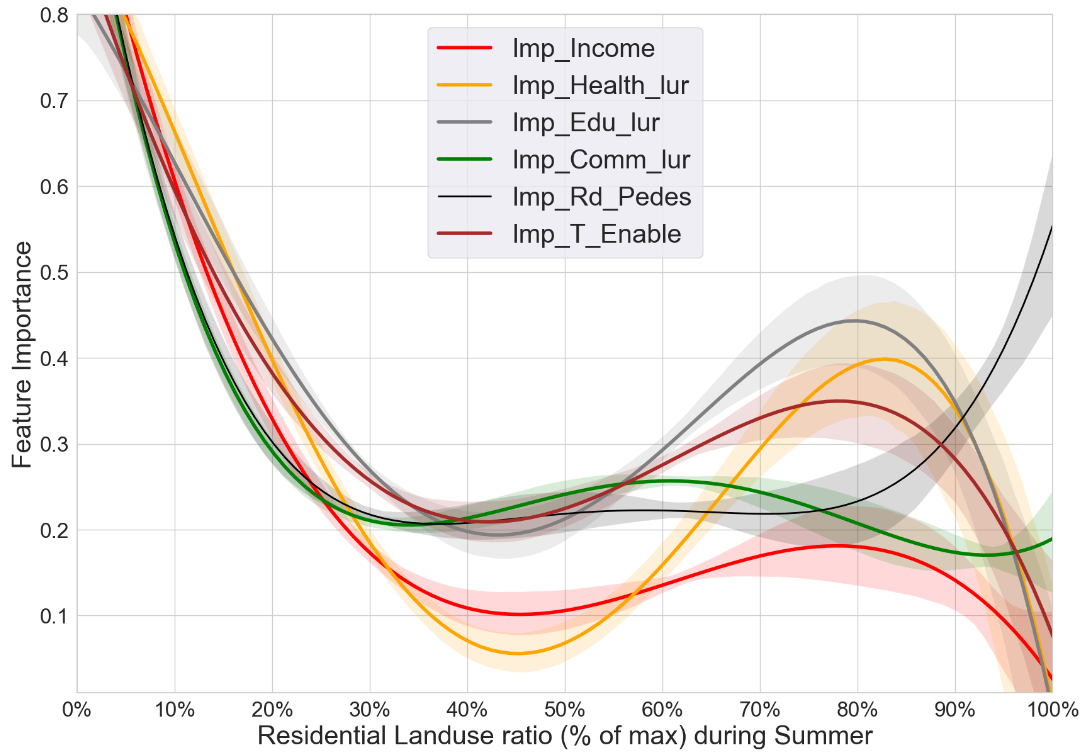 0.8
0.7
0.6
0.5
0.4
0.3
0.2
0.1
Feature Importance
Imp_Income
Imp_Health_lur
Imp_Edu_lur
Imp_Comm_lur
Imp_Rd_Pedes
Imp_T_Enable
0% 10% 20% 30% 40% 50% 60% 70% 80% 90% 100%
Residential Landuse ratio (% of max) during Summer